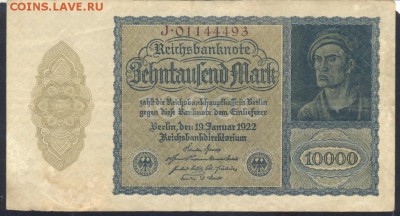 COINS.LAVE.RU
J·01144493
Reichsbanknote
Zehntausend Mark
zahlt die Reichsbankhauptkasse in Berlin
gegen diese Banknote dem Einlieferer
Berlin, den 19. Januar 1922
Reichsbankdirektorium
10000